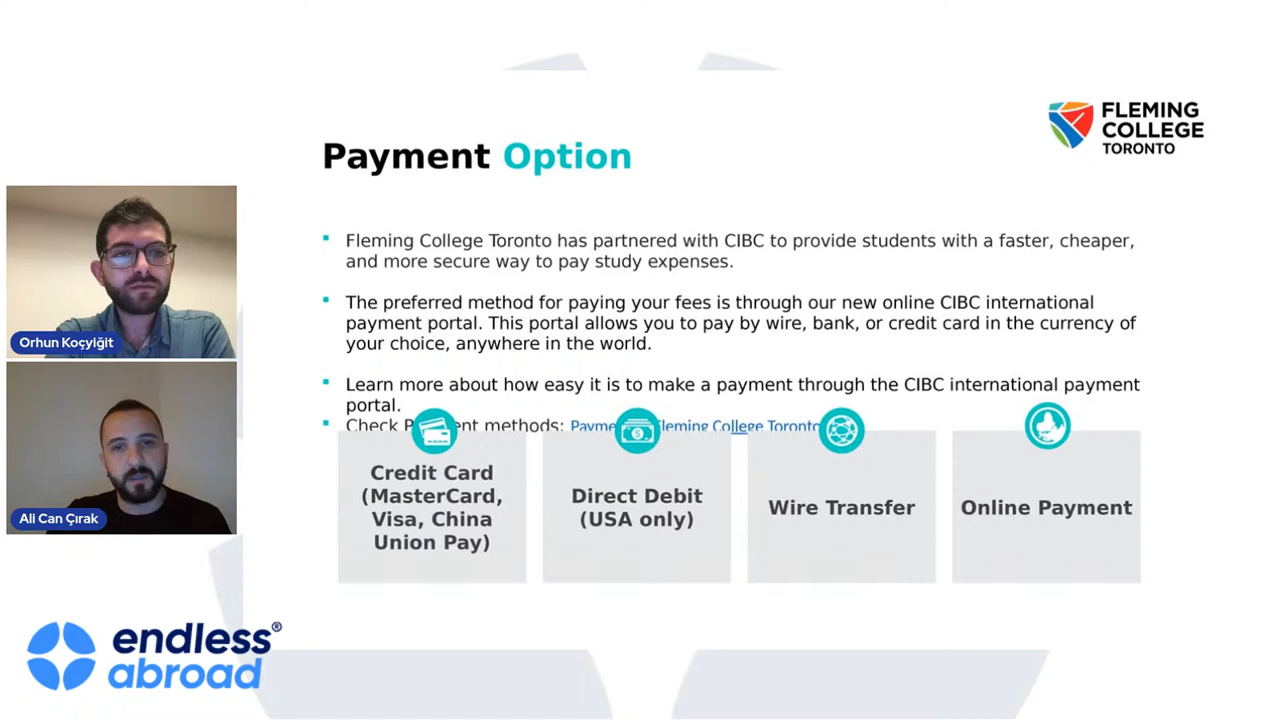 FLEMING
COLLEGE
TORONTO
Payment Option
Fleming College Toronto has partnered with CIBC to provide students with a faster, cheaper,
and more secure way to pay study expenses.
The preferred method for paying your fees is through our new online CIBC international
payment portal. This portal allows you to pay by wire, bank, or credit card in the currency of
your choice, anywhere in the world.
Learn more about how easy it is to make a payment through the CIBC international payment
portal.
Check methods: Fleming College Toronto
Credit Card
(MasterCard,
Visa, China
Union Pay)
Direct Debit
(USA only)
Wire Transfer
Online Payment
Orhun Koçyiğit
Ali Can Çırak
endless®
abroad